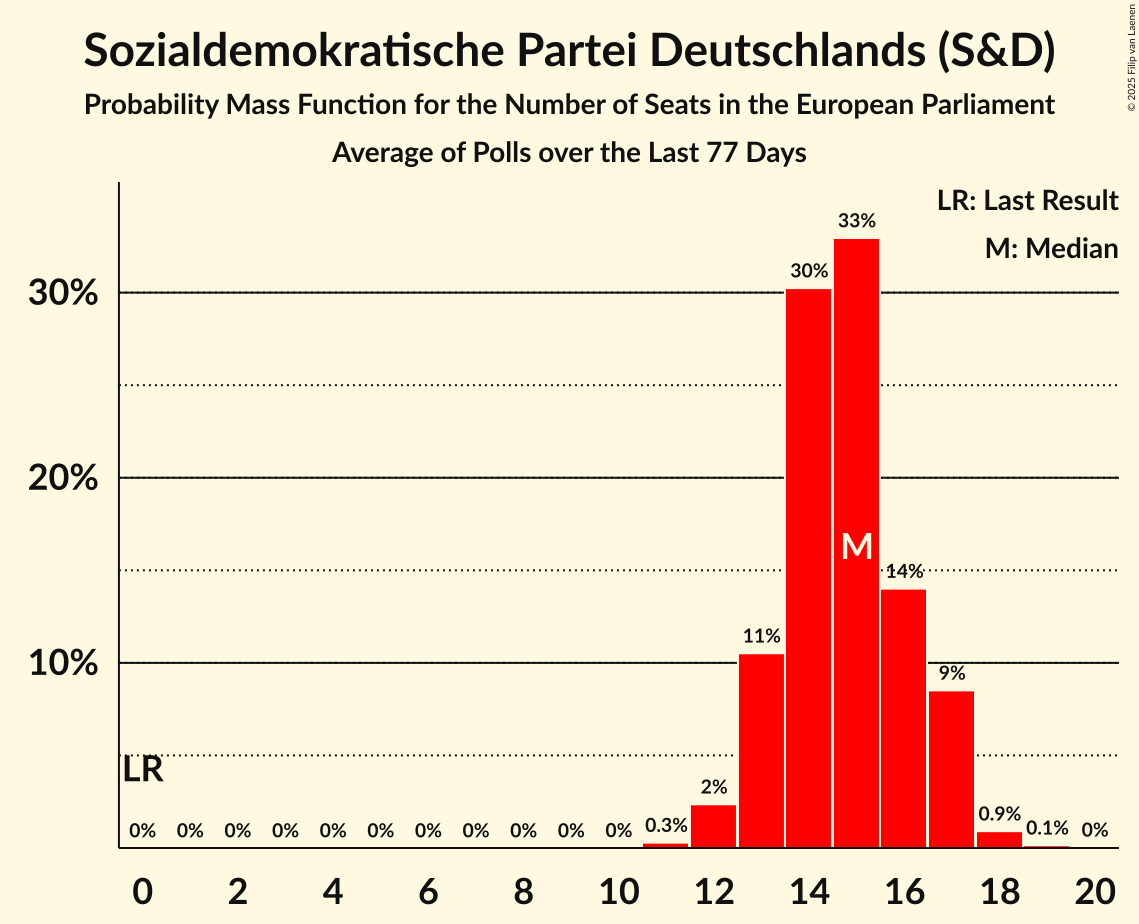 Sozialdemokratische Partei Deutschlands (S&D)
Probability Mass Function for the Number of Seats in the European Parliament
Average of Polls over the Last 77 Days
© 2025 Filip van Laenen
LR: Last Result
M: Median
30%
20%
10%
33%
30%
M
14%
11%
9%
LR
2%
0% 0% 0% 0% 0% 0% 0% 0% 0% 0% 0% 0.3% 0.9% 0.1% 0%
0 2 4 6 8 10 12 14 16 18 20